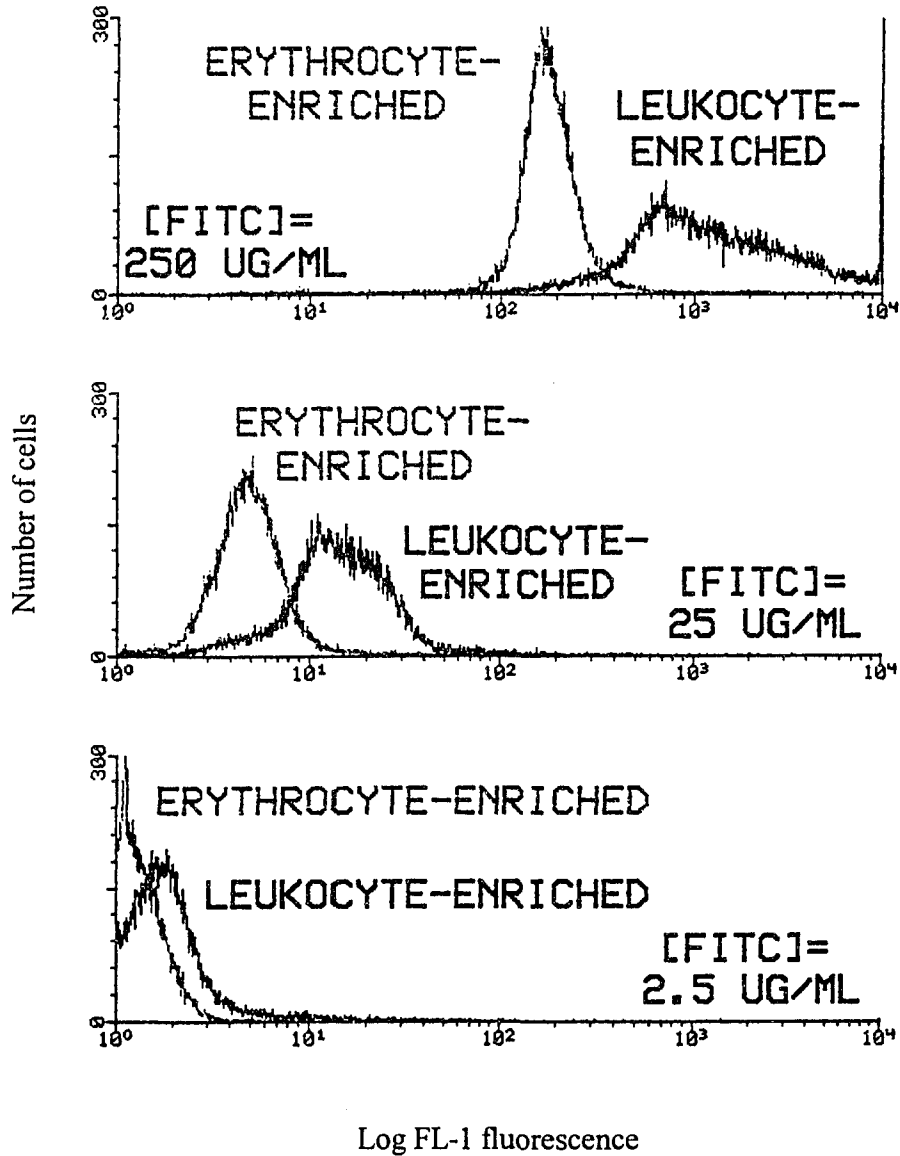 300
ERYTHROCYTE-
ENRICHED
LEUKOCYTE-
ENRICHED
[FITC]=
250 UG/ML
0
10⁰ 10¹ 10² 10³ 10⁴
300
ERYTHROCYTE-
ENRICHED
LEUKOCYTE-
ENRICHED
[FITC]=
25 UG/ML
0
10⁰ 10¹ 10² 10³ 10⁴
Number of cells
300
ERYTHROCYTE-ENRICHED
LEUKOCYTE-ENRICHED
[FITC]=
2.5 UG/ML
0
10⁰ 10¹ 10² 10³ 10⁴
Log FL-1 fluorescence